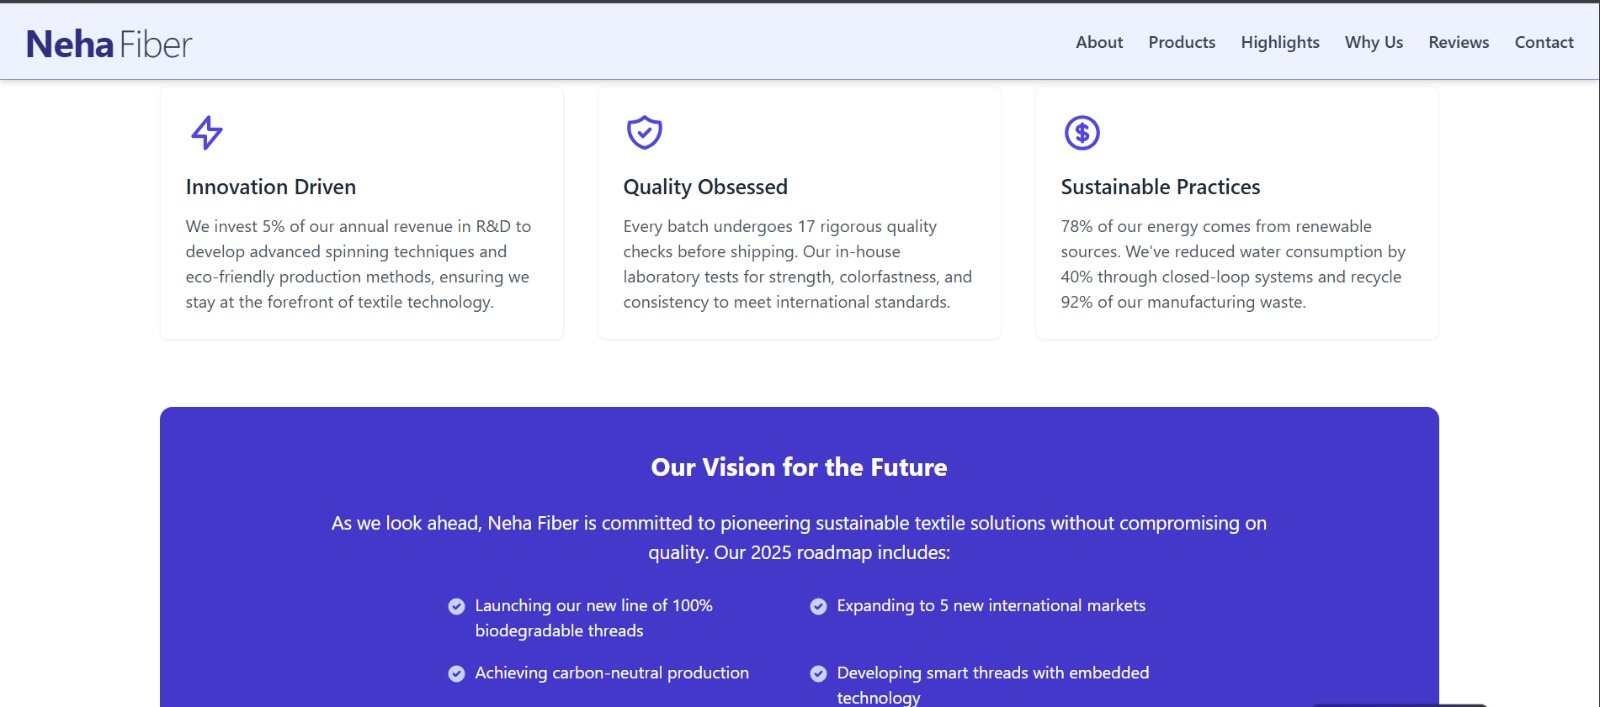 Neha Fiber
About Products Highlights Why Us Reviews Contact
Innovation Driven
We invest 5% of our annual revenue in R&D to
develop advanced spinning techniques and
eco-friendly production methods, ensuring we
stay at the forefront of textile technology.
Quality Obsessed
Every batch undergoes 17 rigorous quality
checks before shipping. Our in-house
laboratory tests for strength, colorfastness, and
consistency to meet international standards.
Sustainable Practices
78% of our energy comes from renewable
sources. We've reduced water consumption by
40% through closed-loop systems and recycle
92% of our manufacturing waste.
Our Vision for the Future
As we look ahead, Neha Fiber is committed to pioneering sustainable textile solutions without compromising on
quality. Our 2025 roadmap includes:
Launching our new line of 100%
biodegradable threads
Expanding to 5 new international markets
Achieving carbon-neutral production
Developing smart threads with embedded
technology